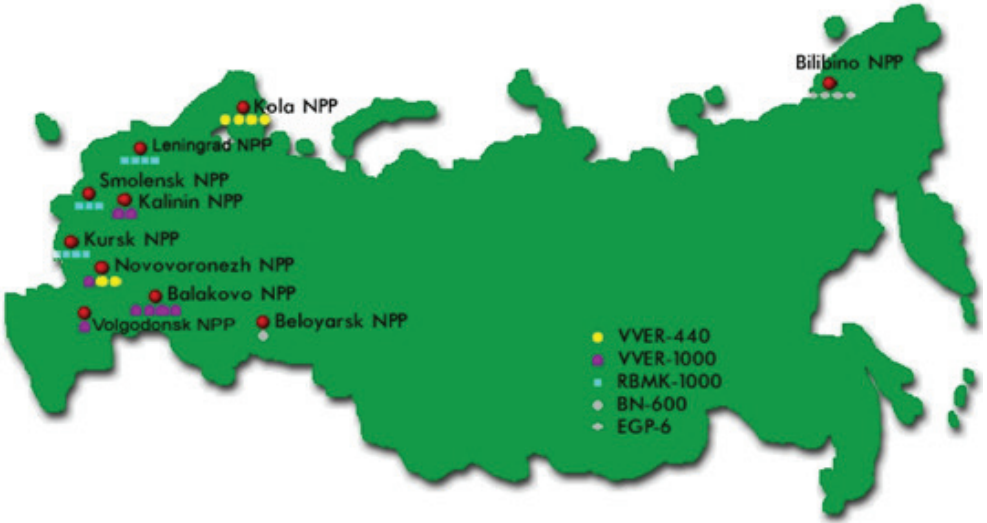 Bilibino NPP
Kola NPP
Leningrad NPP
Smolensk NPP
Kalinin NPP
Kursk NPP
Novovoronezh NPP
Balakovo NPP
Volgodonsk NPP
Beloyarsk NPP
VVER-440
VVER-1000
RBMK-1000
BN-600
EGP-6